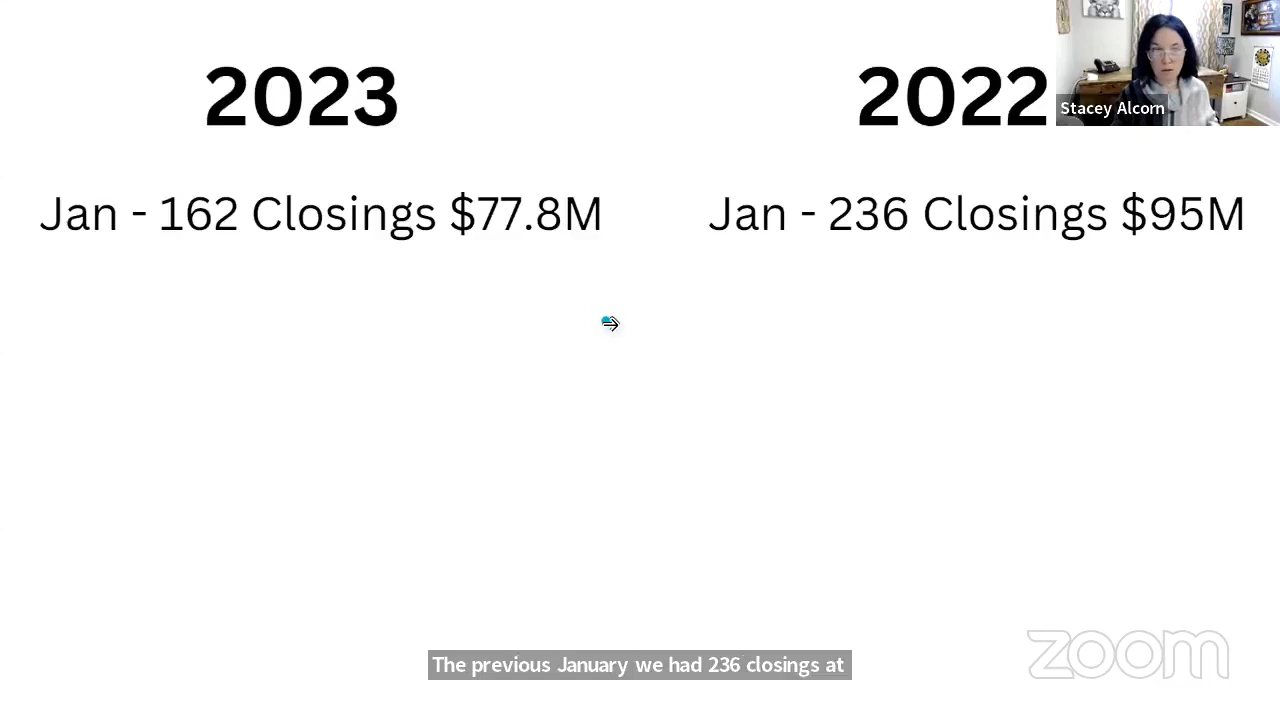 2023
2022
Stacey Alcorn
Jan - 162 Closings $77.8M
Jan - 236 Closings $95M
The previous January we had 236 closings at
zoom